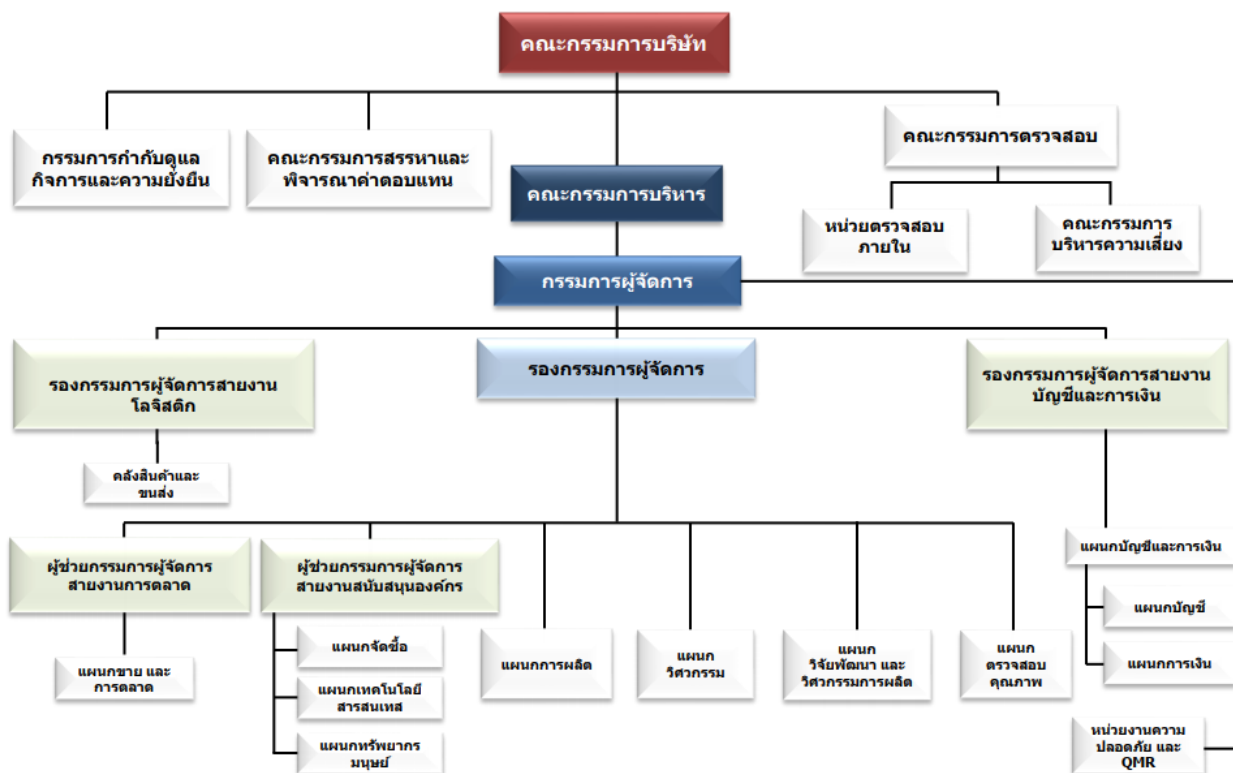 คณะกรรมการบริษัท
กรรมการกำกับดูแล
กิจการและความยั่งยืน
คณะกรรมการสรรหาและ
พิจารณาค่าตอบแทน
คณะกรรมการตรวจสอบ
คณะกรรมการบริหาร
หน่วยตรวจสอบ
ภายใน
คณะกรรมการ
บริหารความเสี่ยง
กรรมการผู้จัดการ
รองกรรมการผู้จัดการสายงาน
โลจิสติก
รองกรรมการผู้จัดการ
รองกรรมการผู้จัดการสายงาน
บัญชีและการเงิน
คลังสินค้าและ
ขนส่ง
ผู้ช่วยกรรมการผู้จัดการ
สายงานการตลาด
ผู้ช่วยกรรมการผู้จัดการ
สายงานสนับสนุนองค์กร
แผนกบัญชีและการเงิน
แผนกบัญชี
แผนกการเงิน
แผนกขาย และ
การตลาด
แผนกจัดซื้อ
แผนกเทคโนโลยี
สารสนเทส
แผนกทรัพยากร
มนุษย์
แผนกการผลิต
แผนก
วิศวกรรม
แผนก
วิจัยพัฒนา และ
วิศวกรรมการผลิต
แผนก
ตรวจสอบ
คุณภาพ
หน่วยงานความ
ปลอดภัย และ
QMR